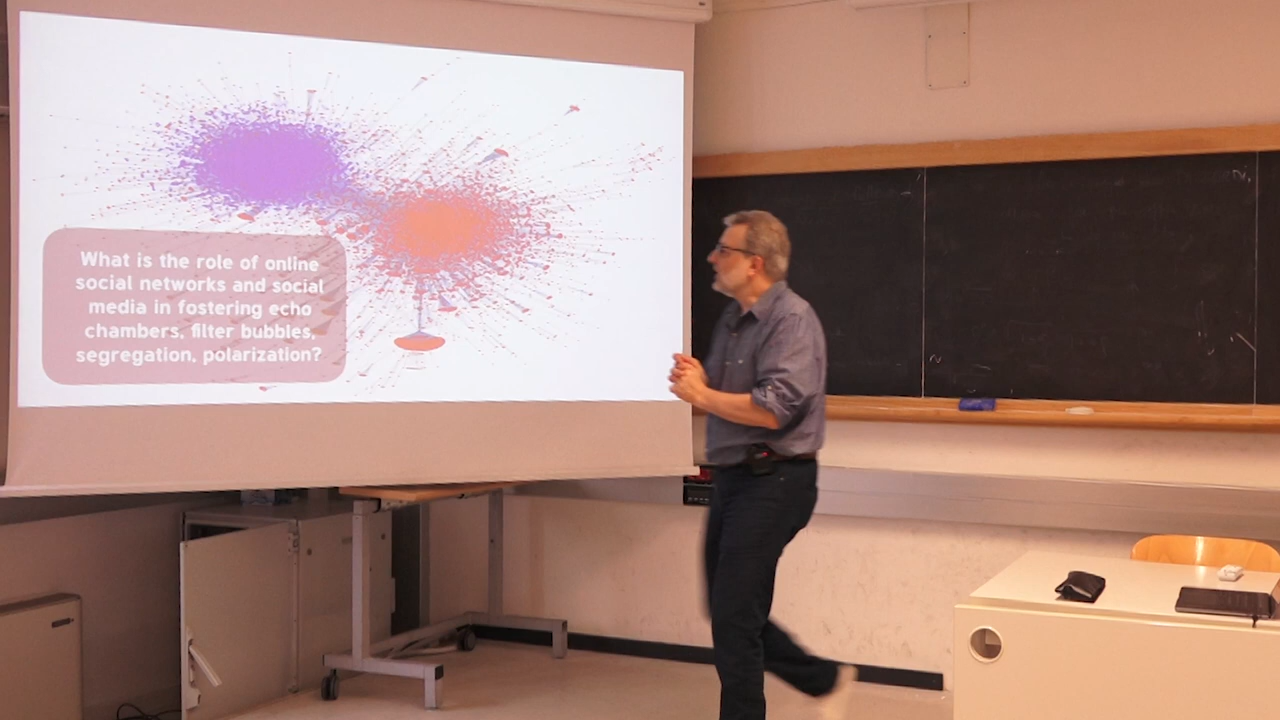 What is the role of online
social networks and social
media in fostering echo
chambers, filter bubbles,
segregation, polarization?